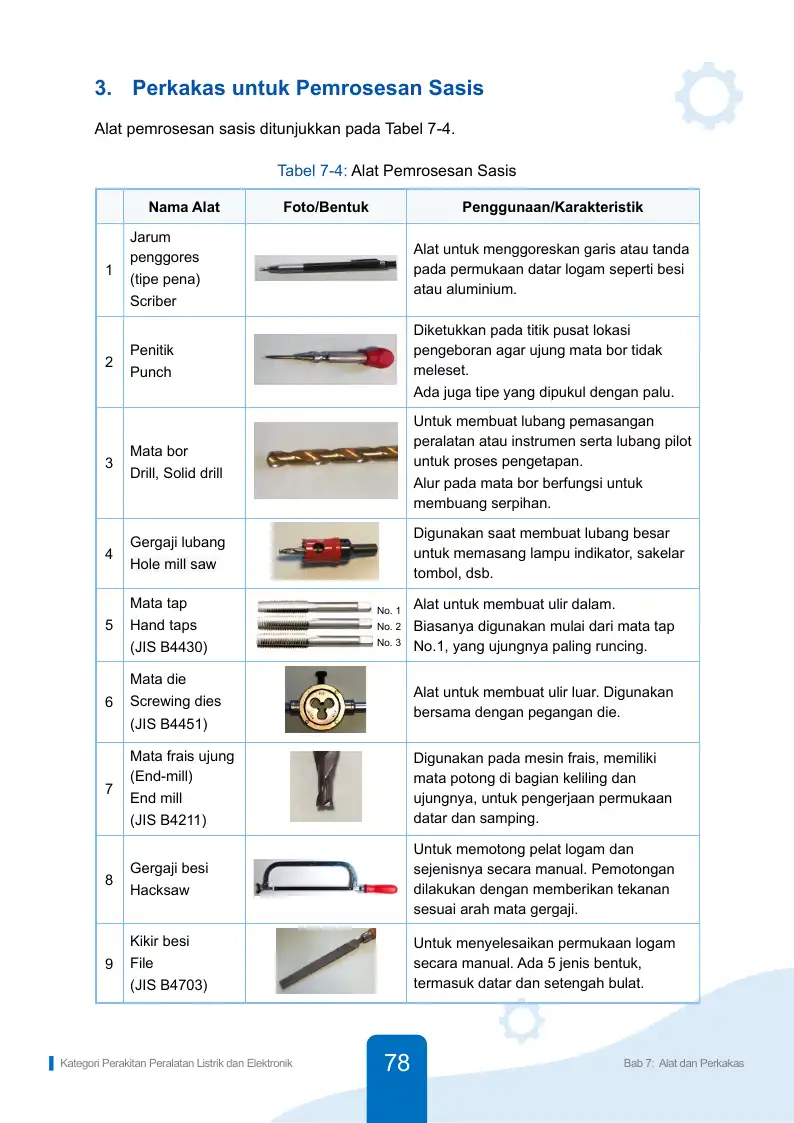 3. Perkakas untuk Pemrosesan Sasis
Alat pemrosesan sasis ditunjukkan pada Tabel 7-4.
Tabel 7-4: Alat Pemrosesan Sasis
Nama Alat
Foto/Bentuk
Penggunaan/Karakteristik
1
Jarum
penggores
(tipe pena)
Scriber
Alat untuk menggoreskan garis atau tanda
pada permukaan datar logam seperti besi
atau aluminium.
2
Penitik
Punch
Diketukkan pada titik pusat lokasi
pengeboran agar ujung mata bor tidak
meleset.
Ada juga tipe yang dipukul dengan palu.
3
Mata bor
Drill, Solid drill
Untuk membuat lubang pemasangan
peralatan atau instrumen serta lubang pilot
untuk proses pengetapan.
Alur pada mata bor berfungsi untuk
membuang serpihan.
4
Gergaji lubang
Hole mill saw
Digunakan saat membuat lubang besar
untuk memasang lampu indikator, sakelar
tombol, dsb.
5
Mata tap
Hand taps
(JIS B4430)
No. 1
No. 2
No. 3
Alat untuk membuat ulir dalam.
Biasanya digunakan mulai dari mata tap
No.1, yang ujungnya paling runcing.
6
Mata die
Screwing dies
(JIS B4451)
Alat untuk membuat ulir luar. Digunakan
bersama dengan pegangan die.
7
Mata frais ujung
(End-mill)
End mill
(JIS B4211)
Digunakan pada mesin frais, memiliki
mata potong di bagian keliling dan
ujungnya, untuk pengerjaan permukaan
datar dan samping.
8
Gergaji besi
Hacksaw
Untuk memotong pelat logam dan
sejenisnya secara manual. Pemotongan
dilakukan dengan memberikan tekanan
sesuai arah mata gergaji.
9
Kikir besi
File
(JIS B4703)
Untuk menyelesaikan permukaan logam
secara manual. Ada 5 jenis bentuk,
termasuk datar dan setengah bulat.
Kategori Perakitan Peralatan Listrik dan Elektronik
78
Bab 7: Alat dan Perkakas